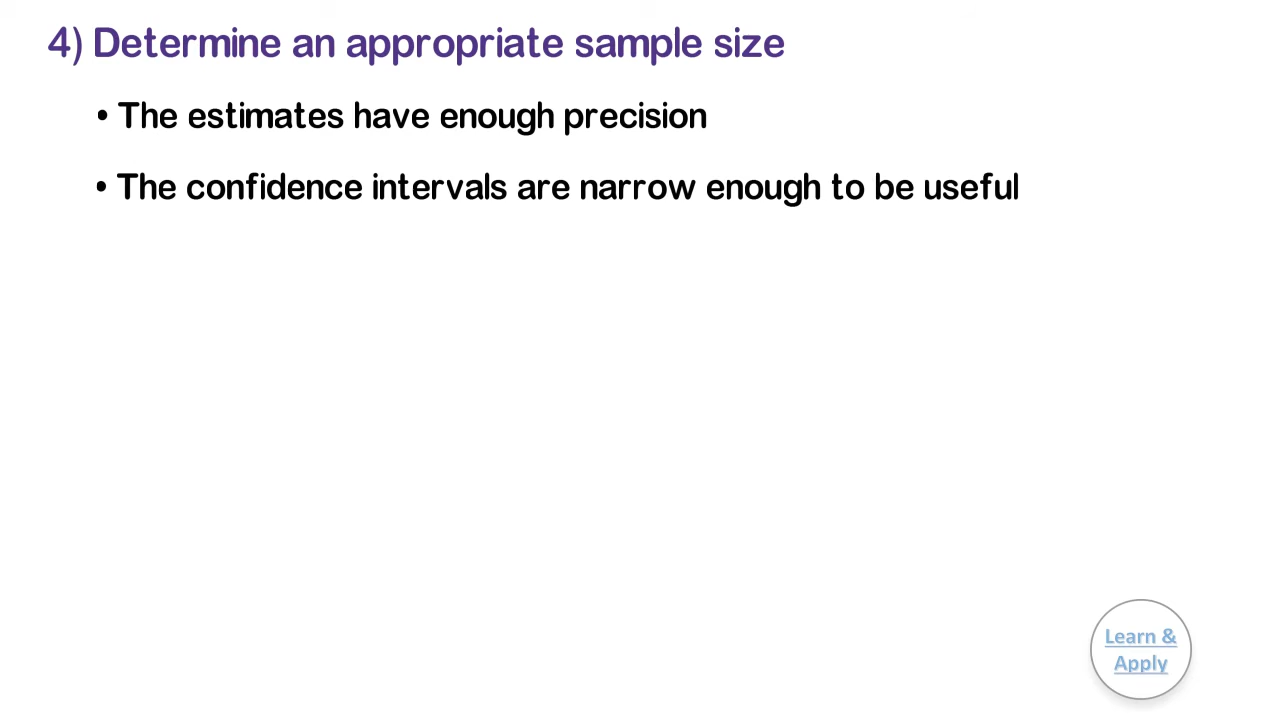 4) Determine an appropriate sample size
• The estimates have enough precision
• The confidence intervals are narrow enough to be useful
Learn &
Apply